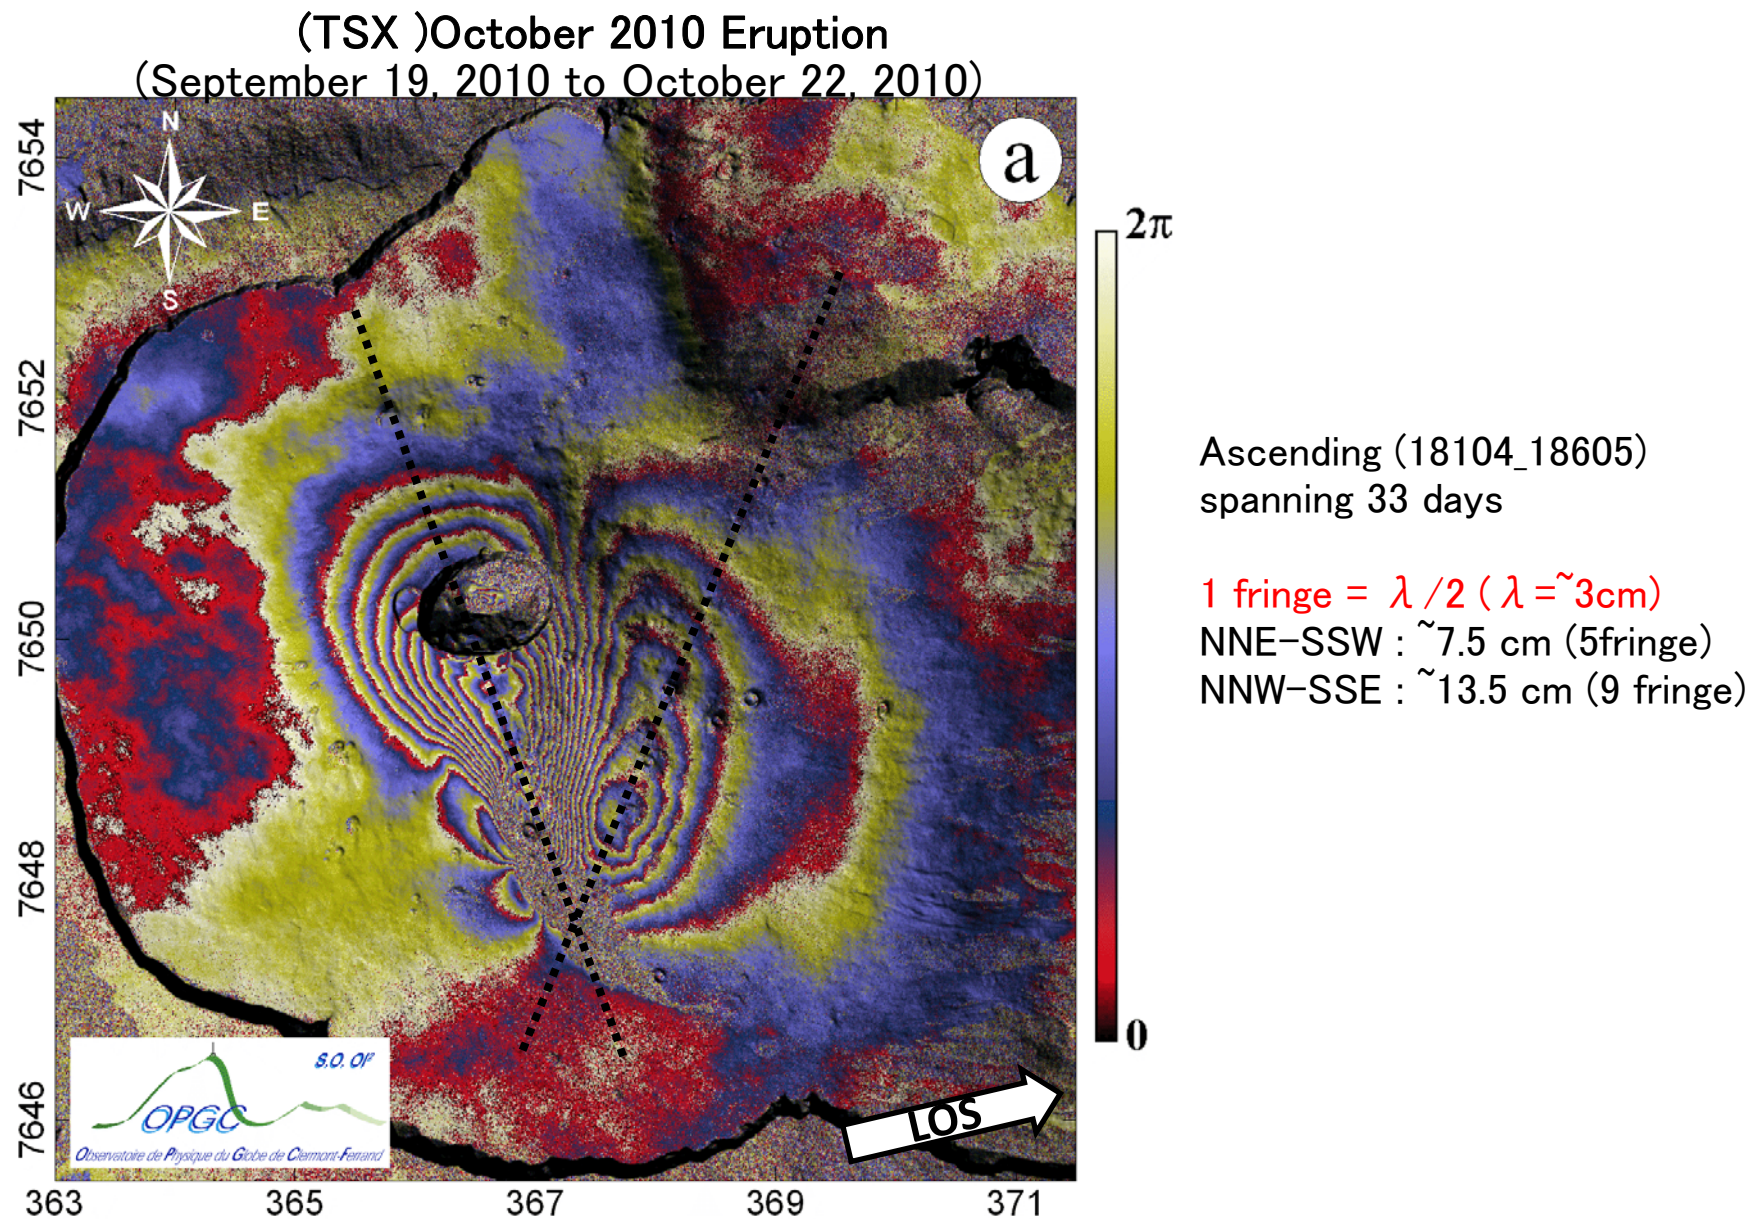 (TSX )October 2010 Eruption
(September 19, 2010 to October 22, 2010)
N
W E
S
a
2π
0
7654
7652
7650
7648
7646
363 365 367 369 371
Ascending (18104_18605)
spanning 33 days
1 fringe = λ/2 ( λ=~3cm)
NNE-SSW : ~7.5 cm (5fringe)
NNW-SSE : ~13.5 cm (9 fringe)
LOS
S.O. OI²
OPGC
Observatoire de Physique du Globe de Clermont-Ferrand